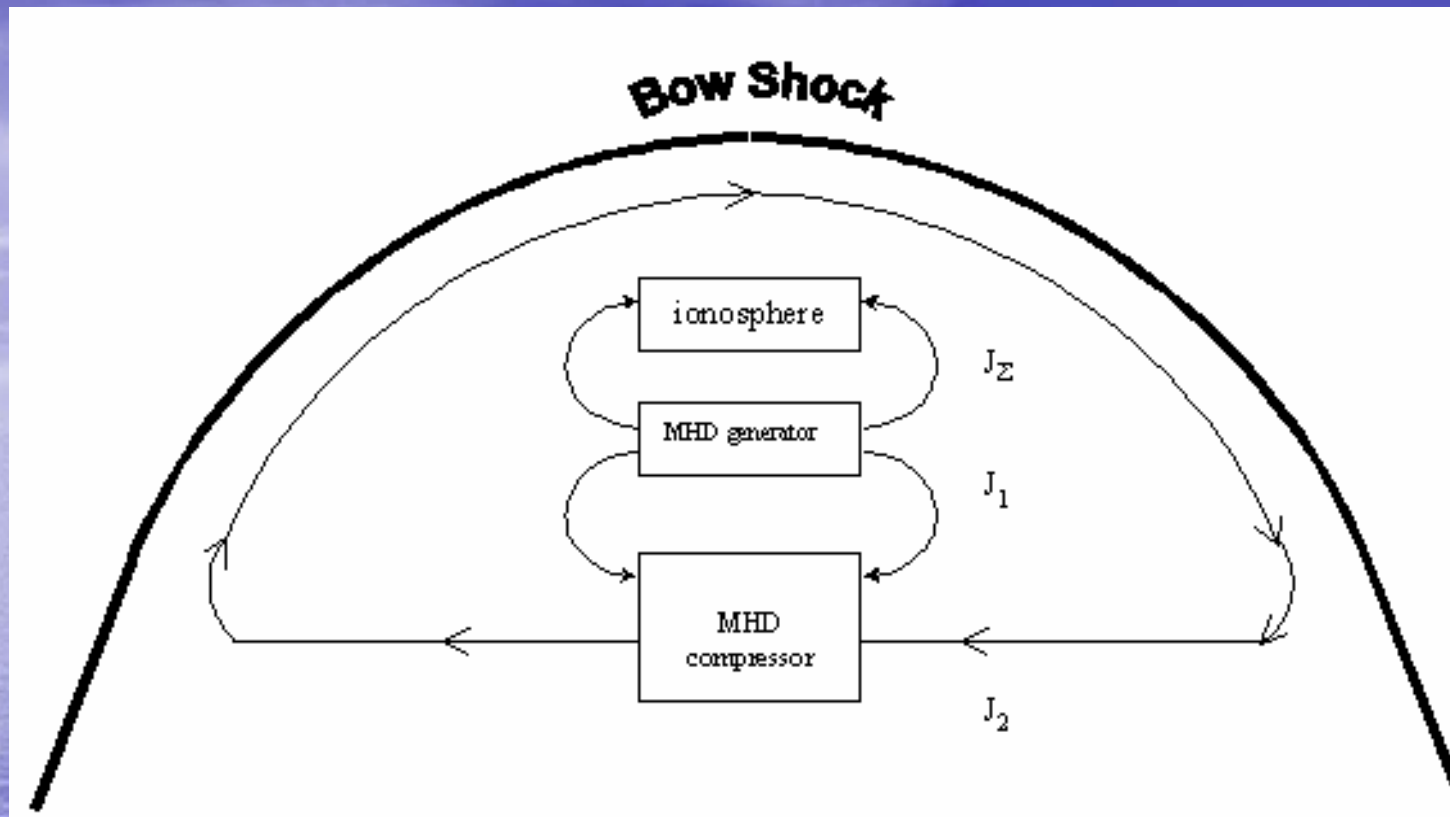 Bow Shock
ionosphere
J_Σ
MHD generator
J_1
MHD
compressor
J_2